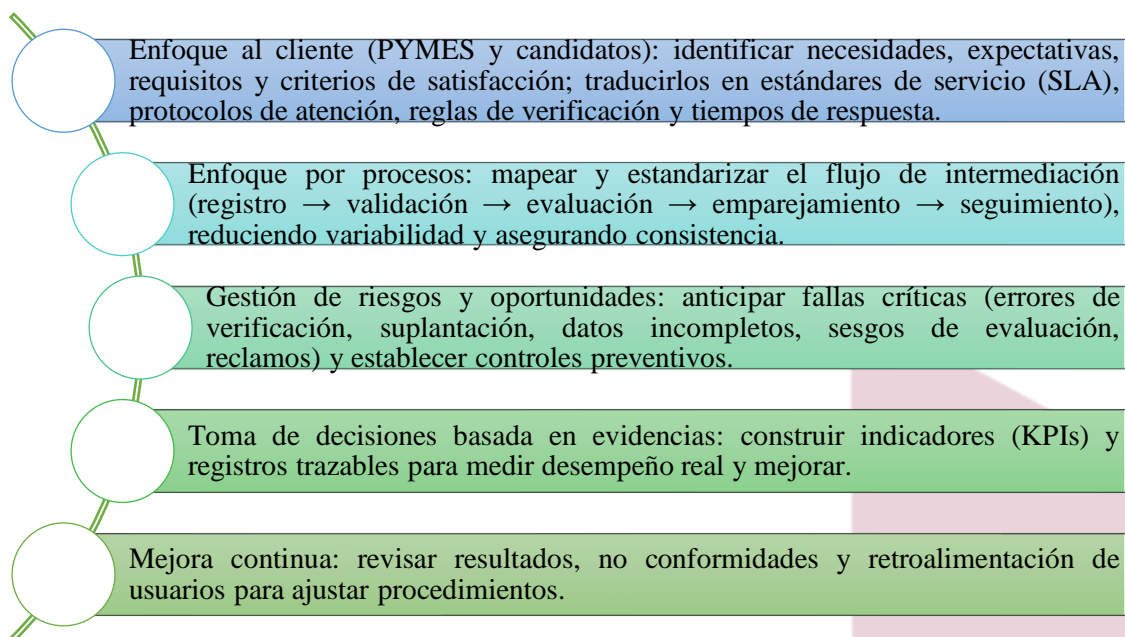 Enfoque al cliente (PYMES y candidatos): identificar necesidades, expectativas,
requisitos y criterios de satisfacción; traducirlos en estándares de servicio (SLA),
protocolos de atención, reglas de verificación y tiempos de respuesta.
Enfoque por procesos: mapear y estandarizar el flujo de intermediación
(registro → validación → evaluación → emparejamiento → seguimiento),
reduciendo variabilidad y asegurando consistencia.
Gestión de riesgos y oportunidades: anticipar fallas críticas (errores de
verificación, suplantación, datos incompletos, sesgos de evaluación,
reclamos) y establecer controles preventivos.
Toma de decisiones basada en evidencias: construir indicadores (KPIs) y
registros trazables para medir desempeño real y mejorar.
Mejora continua: revisar resultados, no conformidades y retroalimentación de
usuarios para ajustar procedimientos.